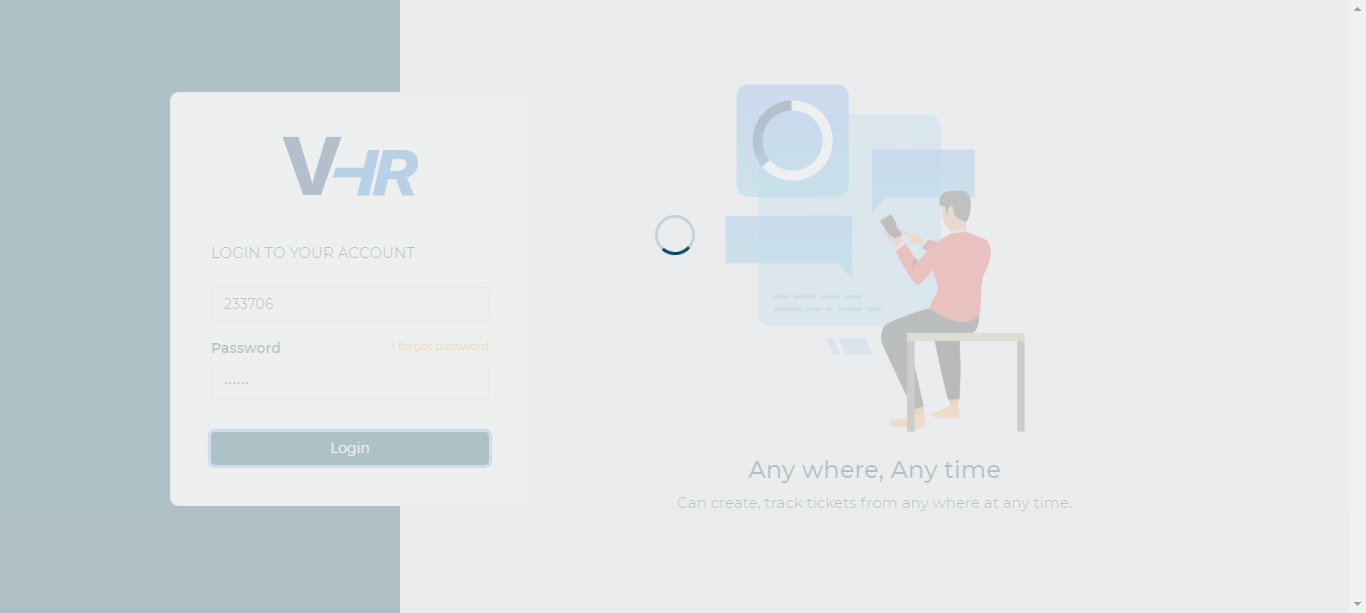 VHR
LOGIN TO YOUR ACCOUNT
233706
Password
I forgot password
••••••
Login
Any where, Any time
Can create, track tickets from any where at any time.